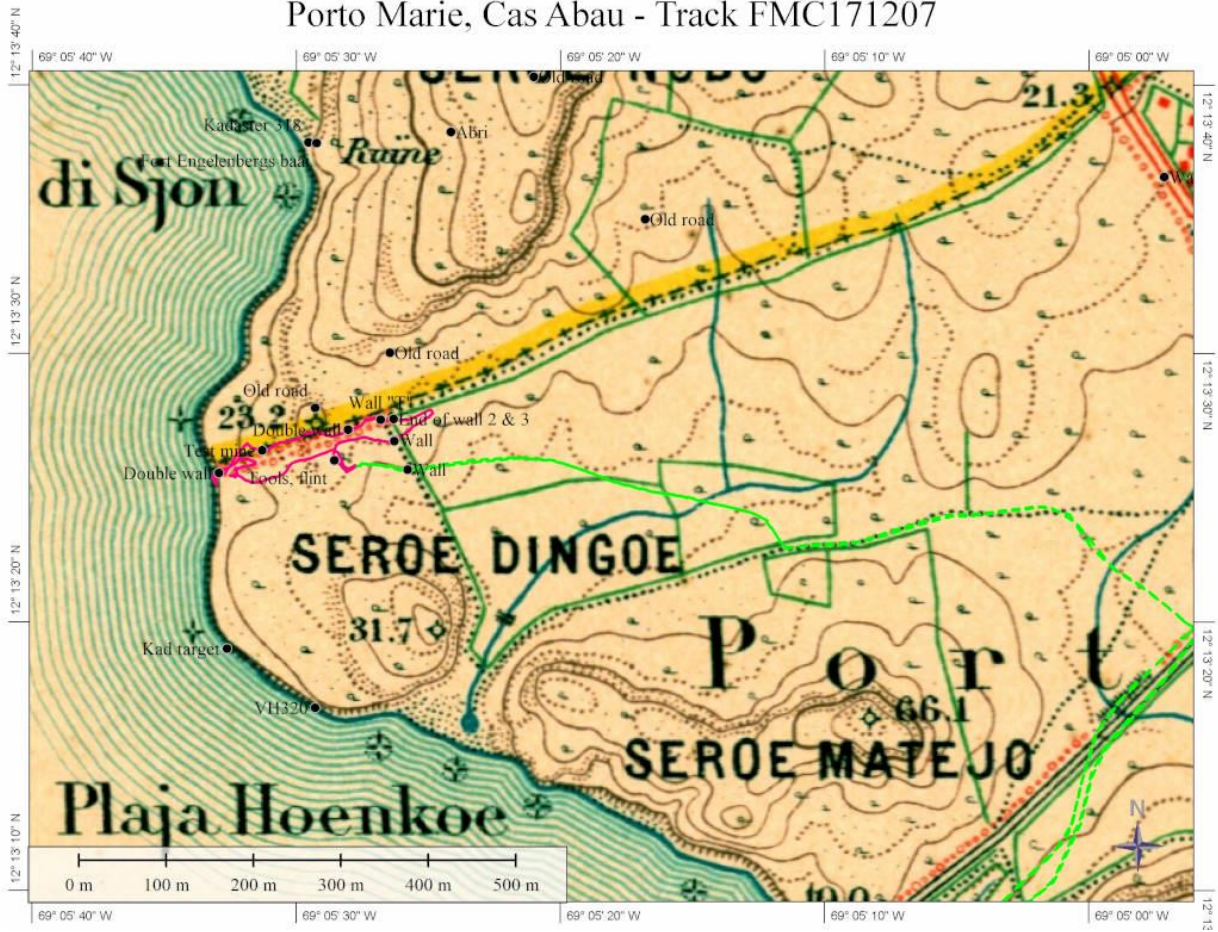 Porto Marie, Cas Abau - Track FMC171207
69° 05' 40" W
69° 05' 30" W
69° 05' 20" W
69° 05' 10" W
69° 05' 00" W
12° 13' 40" N
12° 13' 40" N
Old road
21.3
Kadaster 318
Abri
Ruine
di Sjon
Old road
12° 13' 30" N
12° 13' 30" N
Old road
Old road
23.2
Wall "T"
End of wall 2 & 3
Double wall
Wall
Test mine
Double wall
Tools, flint
Wall
SEROE DINGOE
12° 13' 20" N
12° 13' 20" N
31.7
Kad target
Port
66.1
VH320
SEROE MATEJO
Plaja Hoenkoe
12° 13' 10" N
N
0 m
100 m
200 m
300 m
400 m
500 m
69° 05' 40" W
69° 05' 30" W
69° 05' 20" W
69° 05' 10" W
69° 05' 00" W